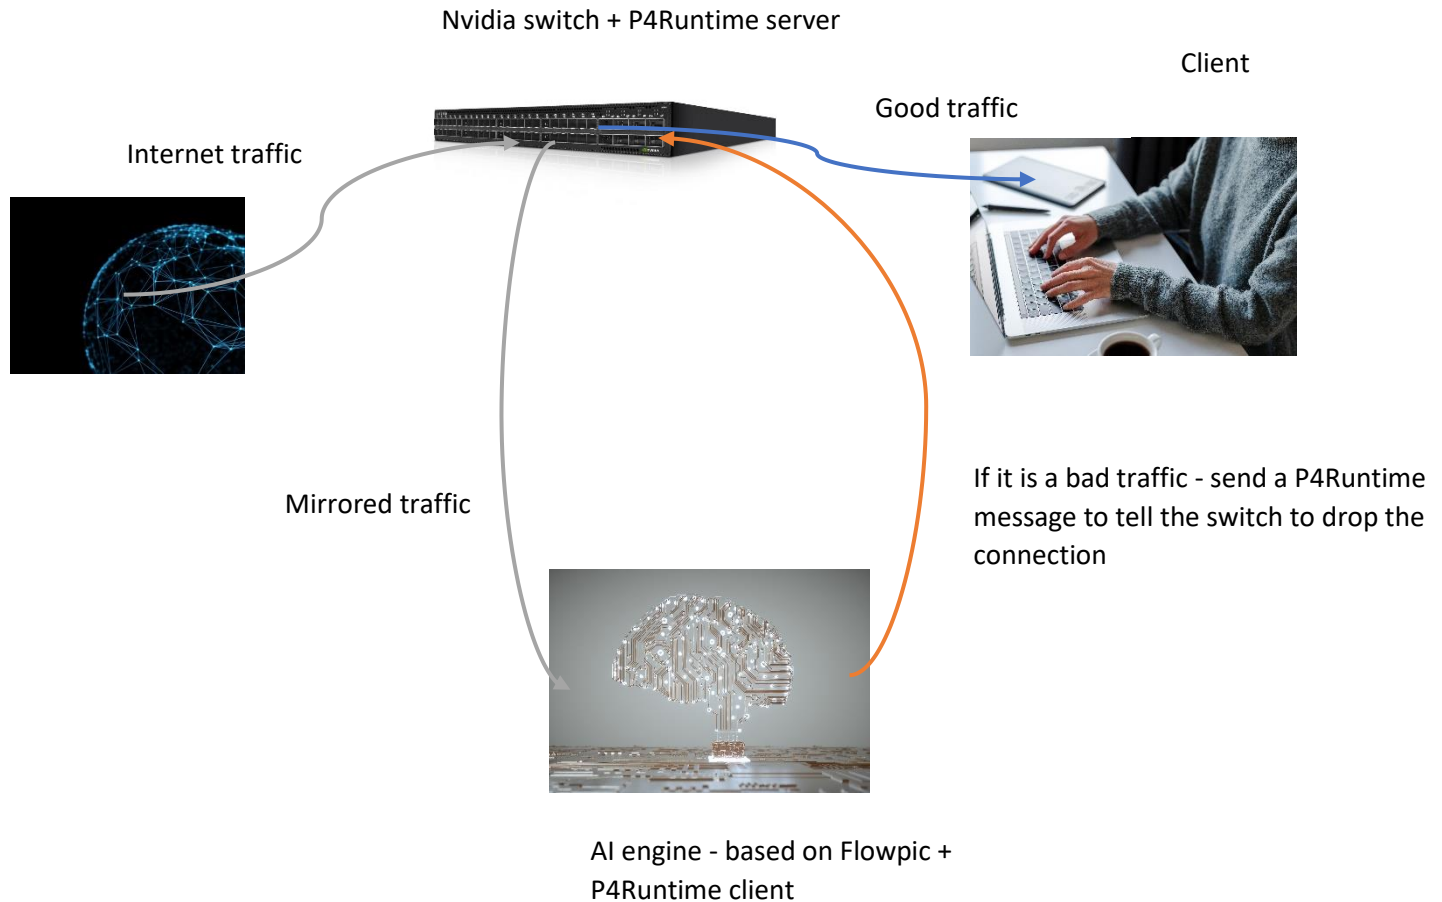 Nvidia switch + P4Runtime server
Client
Good traffic
Internet traffic
If it is a bad traffic - send a P4Runtime
message to tell the switch to drop the
connection
Mirrored traffic
AI engine - based on Flowpic +
P4Runtime client